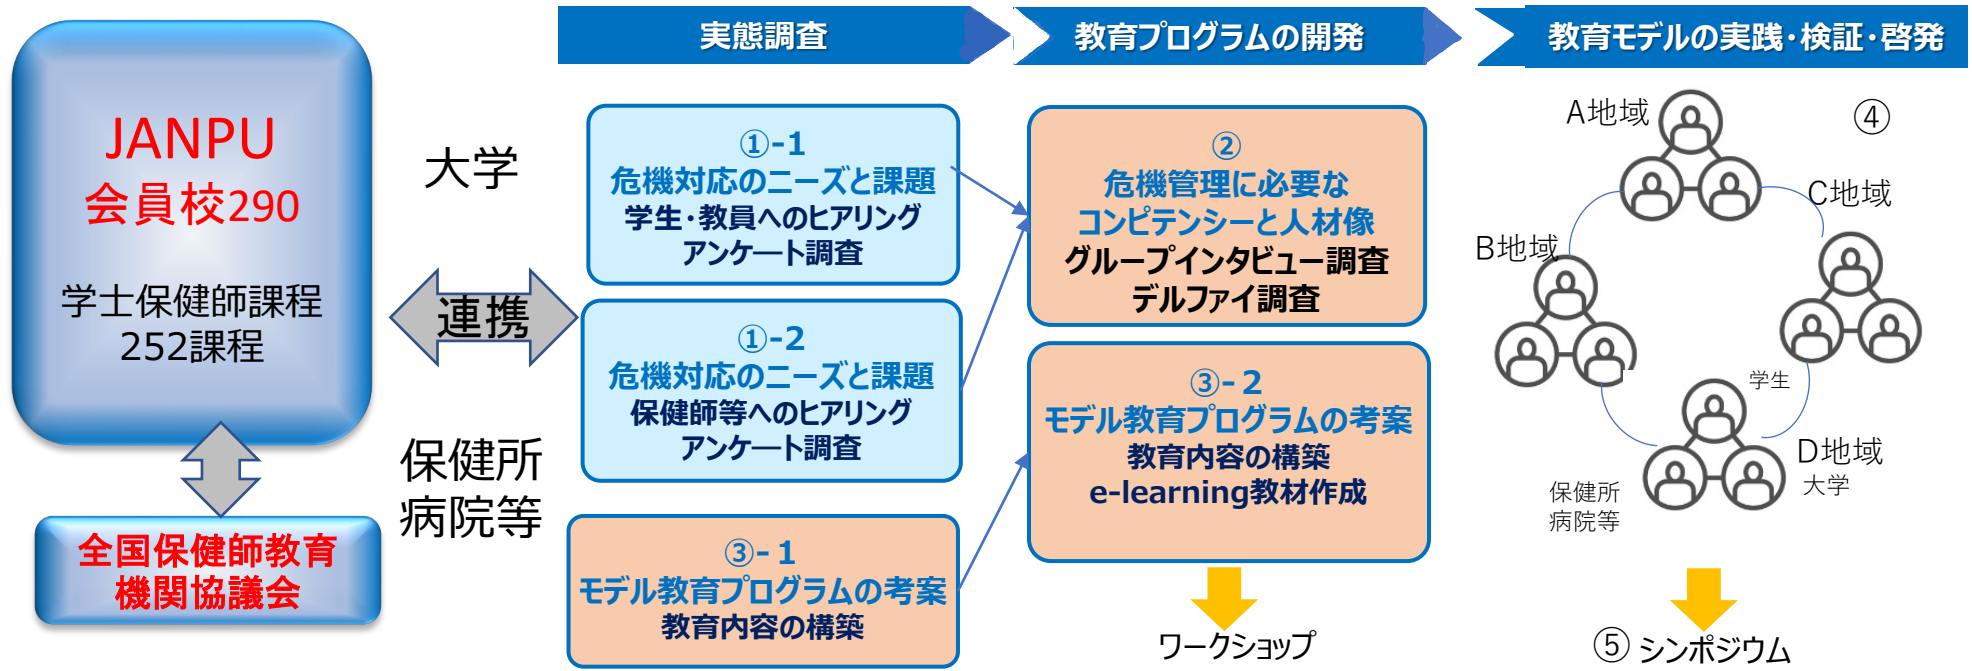 JANPU
会員校290
学士保健師課程
252課程
全国保健師教育
機関協議会
大学
連携
保健所
病院等
実態調査
①-1
危機対応のニーズと課題
学生・教員へのヒアリング
アンケート調査
①-2
危機対応のニーズと課題
保健師等へのヒアリング
アンケート調査
③-１
モデル教育プログラムの考案
教育内容の構築
教育プログラムの開発
②
危機管理に必要な
コンピテンシーと人材像
グループインタビュー調査
デルファイ調査
③-２
モデル教育プログラムの考案
教育内容の構築
e-learning教材作成
ワークショップ
教育モデルの実践・検証・啓発
④
A地域
C地域
B地域
学生
D地域
大学
保健所
病院等
⑤ シンポジウム